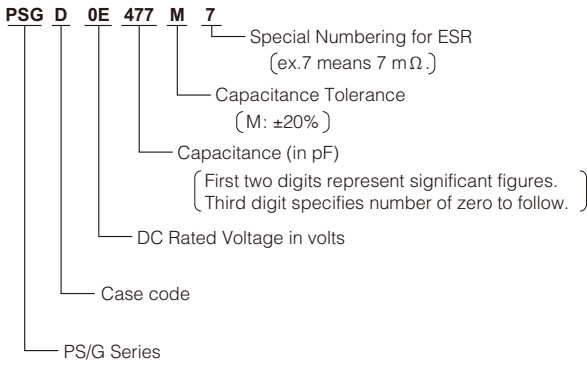 PSG D 0E 477 M 7
Special Numbering for ESR
(ex.7 means 7 mΩ.)
Capacitance Tolerance
(M: ±20%)
Capacitance (in pF)
First two digits represent significant figures.
Third digit specifies number of zero to follow.
DC Rated Voltage in volts
Case code
PS/G Series